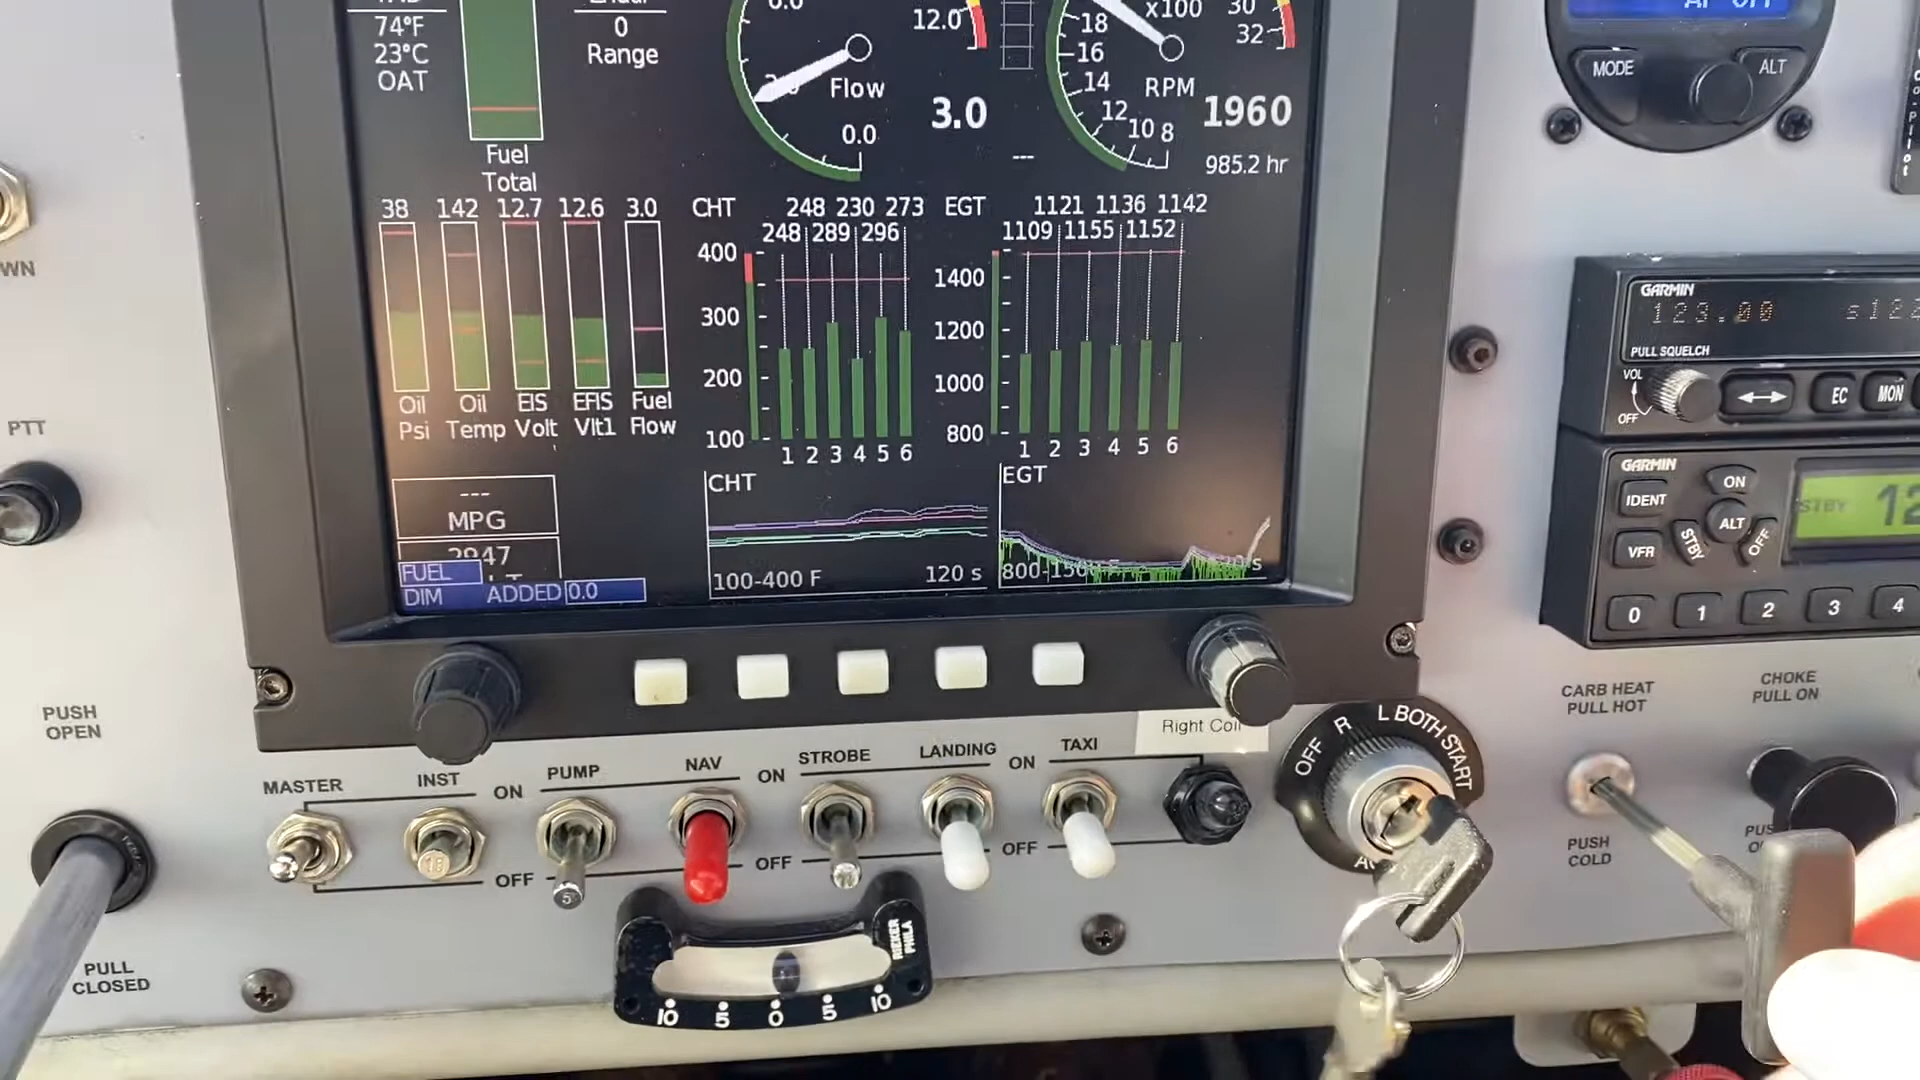 74°F
23°C
OAT
0
Range
12.0
Flow
3.0
0.0
18
16
14
12
10
8
x100
30
32
RPM
1960
985.2 hr
---
Fuel
Total
38
142
12.7
12.6
3.0
Oil
Psi
Oil
Temp
EIS
Volt
EFIS
Vlt1
Fuel
Flow
CHT
248 230 273
248 289 296
400
300
200
100
1 2 3 4 5 6
EGT
1121 1136 1142
1109 1155 1152
1400
1200
1000
800
1 2 3 4 5 6
---
MPG
FUEL
DIM
ADDED 0.0
CHT
100-400 F
120 s
EGT
MODE
ALT
GARMIN
123.00
PULL SQUELCH
VOL
OFF
EC
MON
GARMIN
IDENT
ON
ALT
STBY
OFF
VFR
STBY
12
0
1
2
3
4
WN
PTT
PUSH
OPEN
PULL
CLOSED
MASTER
INST
ON
PUMP
NAV
ON
STROBE
LANDING
ON
TAXI
Right Coil
15
5
OFF
OFF
OFF
OFF
R
L
BOTH
START
CARB HEAT
PULL HOT
PUSH
COLD
CHOKE
PULL ON
RIEKER
PHILA
10 5 0 5 10